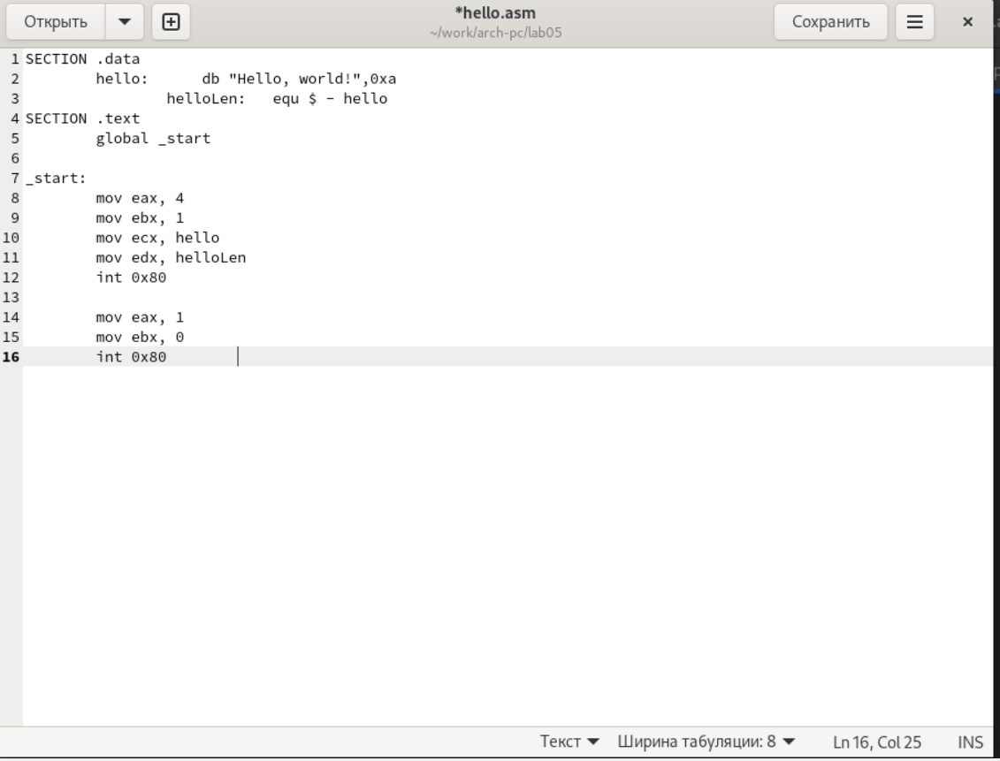 Открыть
*hello.asm
~/work/arch-pc/lab05
Сохранить
1 SECTION .data
2 hello: db "Hello, world!",0xa
3 helloLen: equ $ - hello
4 SECTION .text
5 global _start
6
7 _start:
8 mov eax, 4
9 mov ebx, 1
10 mov ecx, hello
11 mov edx, helloLen
12 int 0x80
13
14 mov eax, 1
15 mov ebx, 0
16 int 0x80
Текст Ширина табуляции: 8 Ln 16, Col 25 INS